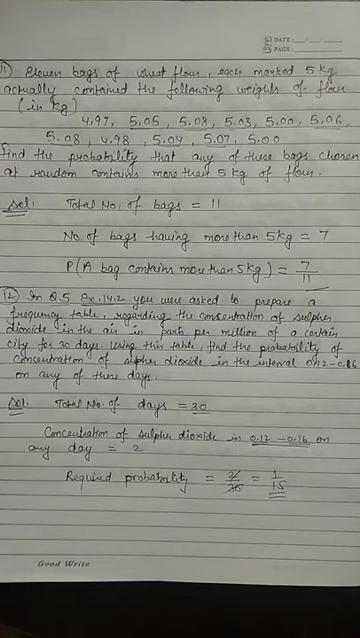 DATE: __/__/__
PAGE:
11) Eleven bags of wheat flour, each marked 5 kg
actually contained the following weights of flour
(in kg)
4.97, 5.05, 5.08, 5.03, 5.00, 5.06,
5.08, 4.98, 5.04, 5.07, 5.00
Find the probability that any of these bags chosen
at random contains more than 5 kg of flour.
Sol: Total No. of bags = 11
No. of bags having more than 5kg = 7
P(A bag contains more than 5kg) = 7/11
12) In Q.5 Ex.14.2 you were asked to prepare a
frequency table, regarding the concentration of sulphur
dioxide in the air in parts per million of a certain
city for 30 days. Using this table, find the probability of
concentration of sulpher dioxide in the interval 0.12-0.16
on any of these days.
Sol. Total No. of days = 30
Concentration of sulpher dioxide in 0.12-0.16 on
any day = 2
Required probability = 2/30 = 1/15
Good Write